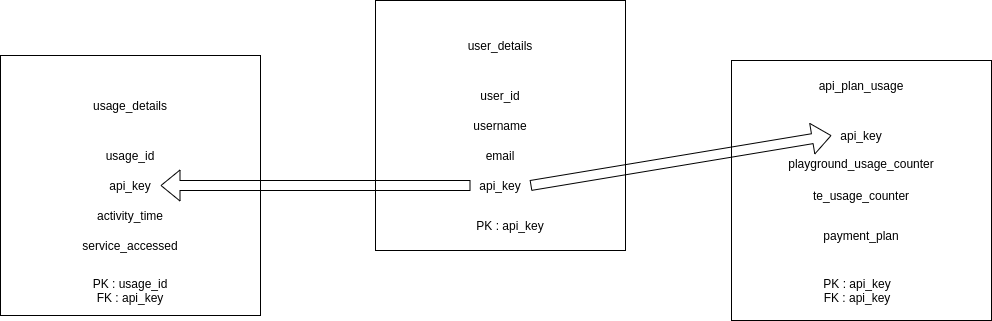 usage_details
usage_id
api_key
activity_time
service_accessed
PK : usage_id
FK : api_key
user_details
user_id
username
email
api_key
PK : api_key
api_plan_usage
api_key
playground_usage_counter
te_usage_counter
payment_plan
PK : api_key
FK : api_key